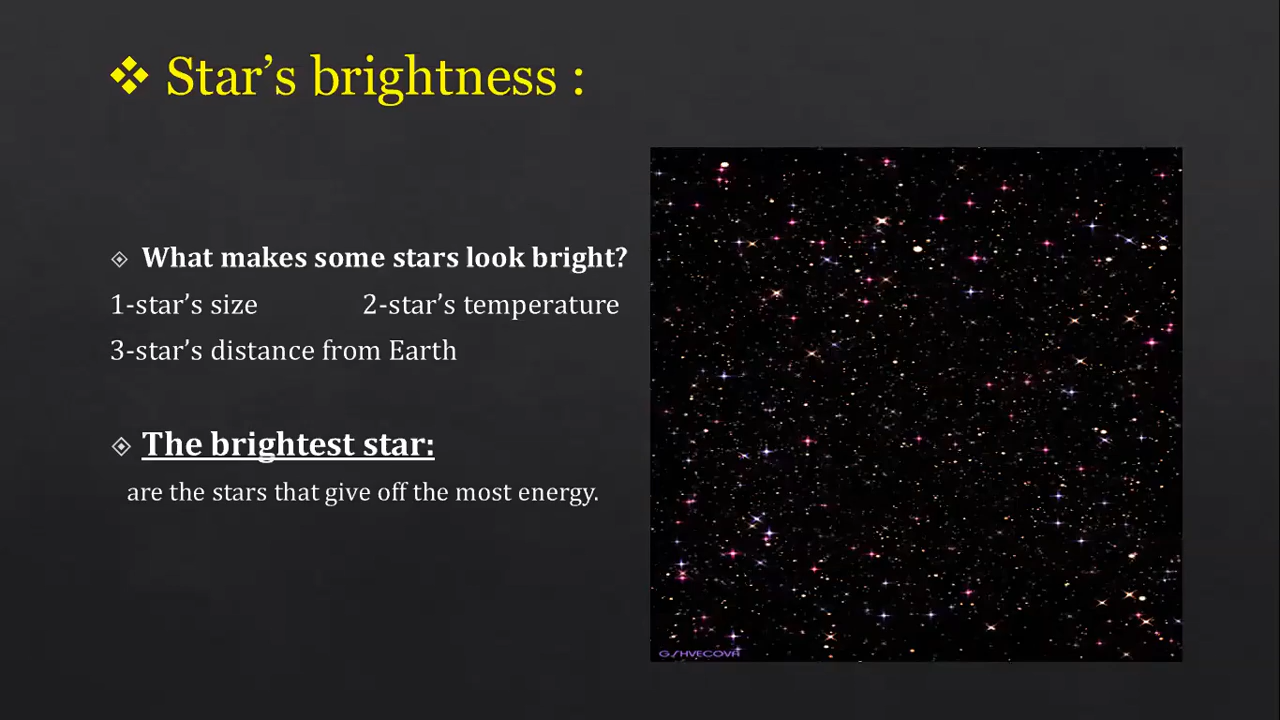 ❖ Star’s brightness :
What makes some stars look bright?
1-star’s size 2-star’s temperature
3-star’s distance from Earth
The brightest star:
are the stars that give off the most energy.
G.SHVECOVA